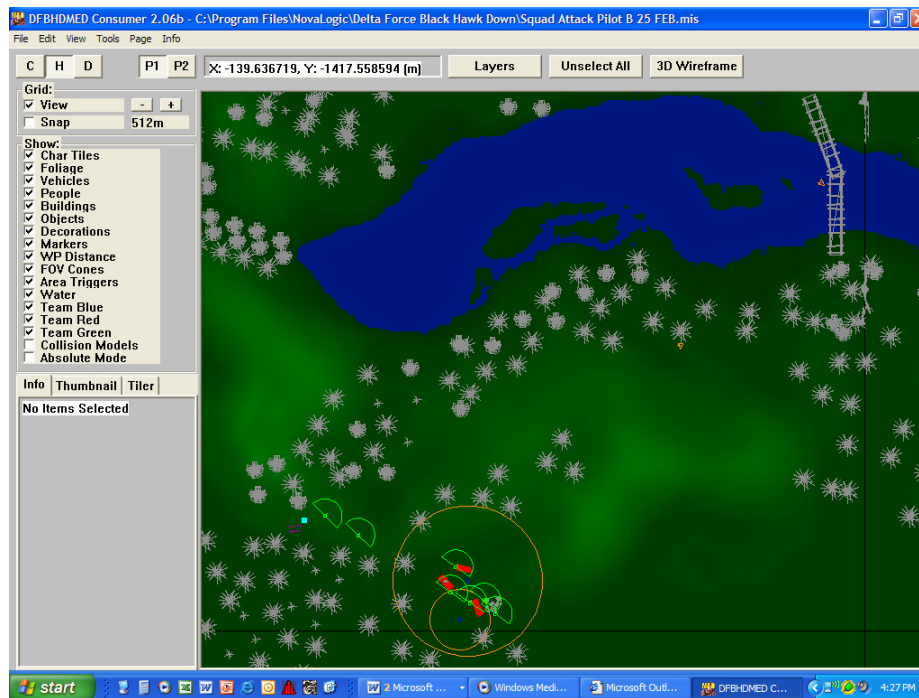 DFBHDMED Consumer 2.06b - C:\Program Files\NovaLogic\Delta Force Black Hawk Down\Squad Attack Pilot B 25 FEB.mis
File Edit View Tools Page Info
C H D P1 P2 X: -139.636719, Y: -1417.558594 (m) Layers Unselect All 3D Wireframe
Grid:
View - +
Snap 512m
Show:
Char Tiles
Foliage
Vehicles
People
Buildings
Objects
Decorations
Markers
WP Distance
FOV Cones
Area Triggers
Water
Team Blue
Team Red
Team Green
Collision Models
Absolute Mode
Info Thumbnail Tiler
No Items Selected
start 2 Microsoft ... Windows Medi... Microsoft Outl... DFBHDMED C... 4:27 PM